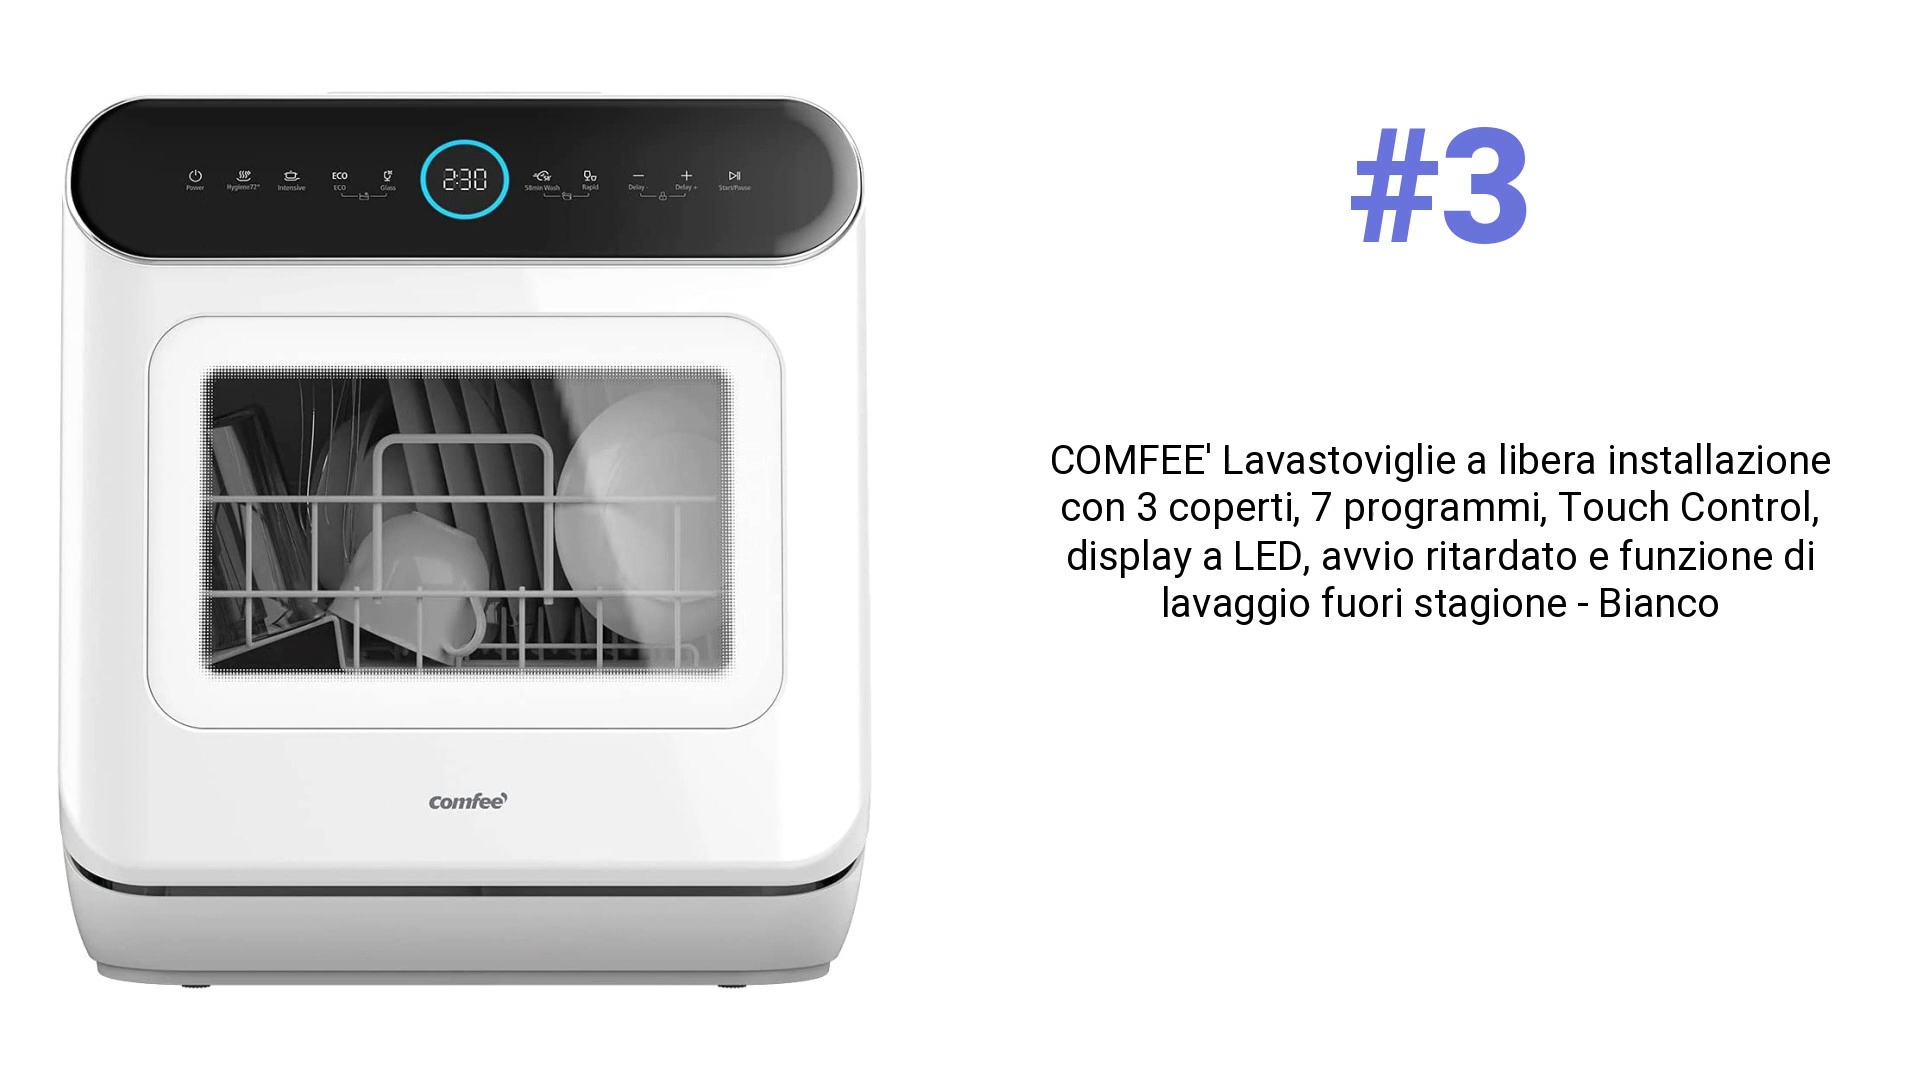 Power
Hygiene72°
Intensive
ECO
ECO
Glass
2:30
58min Wash
Rapid
Delay -
Delay +
Start/Pause
comfee'
#3
COMFEE' Lavastoviglie a libera installazione
con 3 coperti, 7 programmi, Touch Control,
display a LED, avvio ritardato e funzione di
lavaggio fuori stagione - Bianco